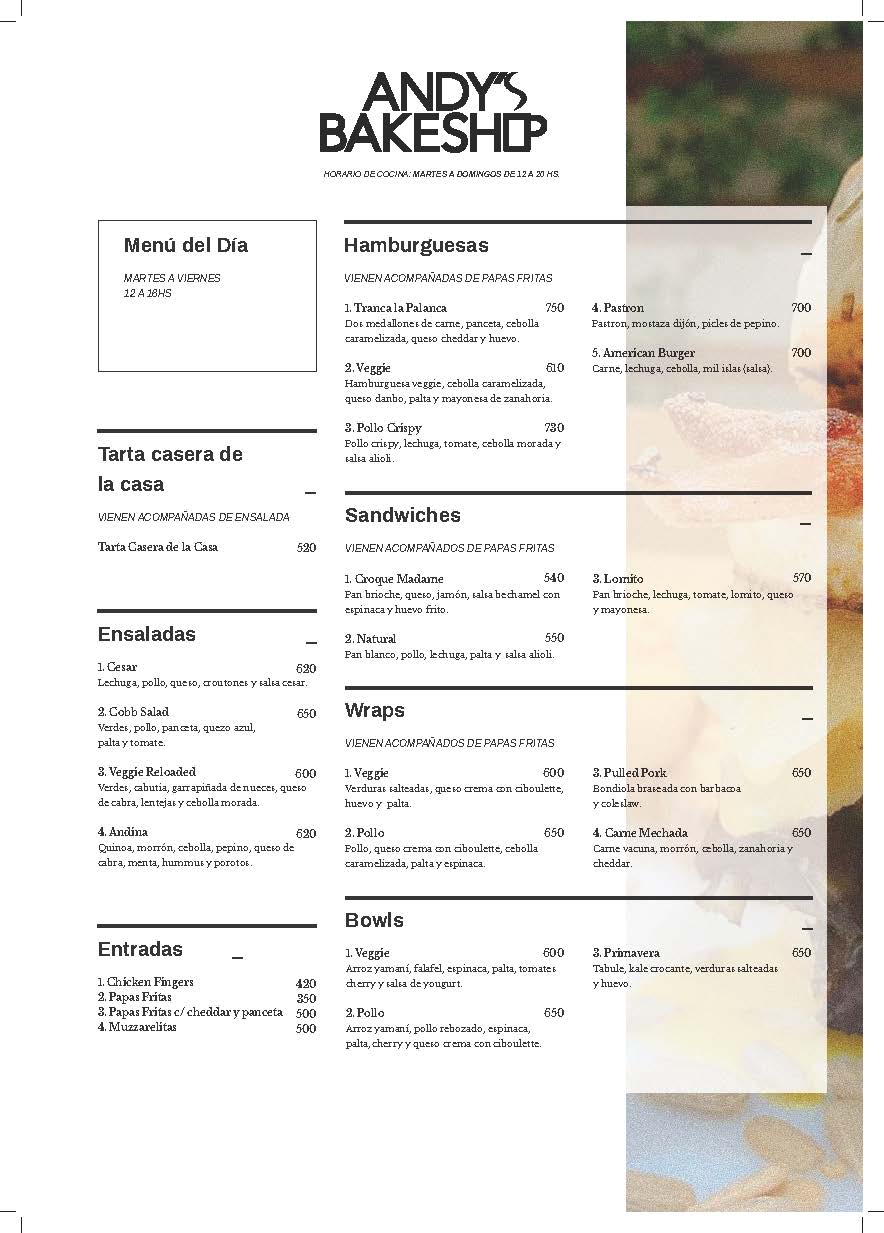 ANDY'S
BAKESHOP
HORARIO DE COCINA: MARTES A DOMINGOS DE 12 A 20 HS.
Menú del Día
MARTES A VIERNES
12 A 16HS
Tarta casera de
la casa _
VIENEN ACOMPAÑADAS DE ENSALADA
Tarta Casera de la Casa 520
Ensaladas _
1. Cesar 620
Lechuga, pollo, queso, croutones y salsa cesar.
2. Cobb Salad 650
Verdes, pollo, panceta, quezo azul,
palta y tomate.
3. Veggie Reloaded 600
Verdes, cabutia, garrapiñada de nueces, queso
de cabra, lentejas y cebolla morada.
4. Andina 620
Quinoa, morrón, cebolla, pepino, queso de
cabra, menta, hummus y porotos.
Entradas _
1. Chicken Fingers 420
2. Papas Fritas 350
3. Papas Fritas c/ cheddar y panceta 500
4. Muzzarelitas 500
Hamburguesas _
VIENEN ACOMPAÑADAS DE PAPAS FRITAS
1. Tranca la Palanca 750
Dos medallones de carne, panceta, cebolla
caramelizada, queso cheddar y huevo.
2. Veggie 610
Hamburguesa veggie, cebolla caramelizada,
queso danbo, palta y mayonesa de zanahoria.
3. Pollo Crispy 730
Pollo crispy, lechuga, tomate, cebolla morada y
salsa alioli.
4. Pastron 700
Pastron, mostaza dijón, picles de pepino.
5. American Burger 700
Carne, lechuga, cebolla, mil islas (salsa).
Sandwiches _
VIENEN ACOMPAÑADOS DE PAPAS FRITAS
1. Croque Madame 540
Pan brioche, queso, jamón, salsa bechamel con
espinaca y huevo frito.
2. Natural 550
Pan blanco, pollo, lechuga, palta y salsa alioli.
3. Lomito 570
Pan brioche, lechuga, tomate, lomito, queso
y mayonesa.
Wraps _
VIENEN ACOMPAÑADOS DE PAPAS FRITAS
1. Veggie 600
Verduras salteadas, queso crema con ciboulette,
huevo y palta.
2. Pollo 650
Pollo, queso crema con ciboulette, cebolla
caramelizada, palta y espinaca.
3. Pulled Pork 650
Bondiola braseada con barbacoa
y coleslaw.
4. Carne Mechada 650
Carne vacuna, morrón, cebolla, zanahoria y
cheddar.
Bowls _
1. Veggie 600
Arroz yamaní, falafel, espinaca, palta, tomates
cherry y salsa de yougurt.
2. Pollo 650
Arroz yamaní, pollo rebozado, espinaca,
palta, cherry y queso crema con ciboulette.
3. Primavera 650
Tabule, kale crocante, verduras salteadas
y huevo.